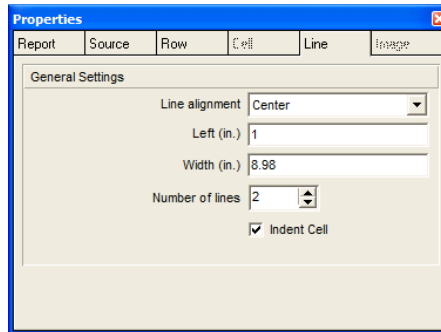 Properties
Report Source Row Cell Line Image
General Settings
Line alignment Center
Left (in.) 1
Width (in.) 8.98
Number of lines 2
Indent Cell